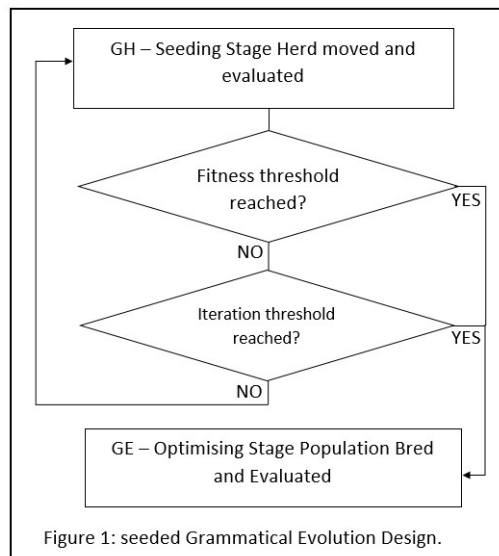 GH – Seeding Stage Herd moved and
evaluated
Fitness threshold
reached?
YES
NO
Iteration threshold
reached?
YES
NO
GE – Optimising Stage Population Bred
and Evaluated
Figure 1: seeded Grammatical Evolution Design.